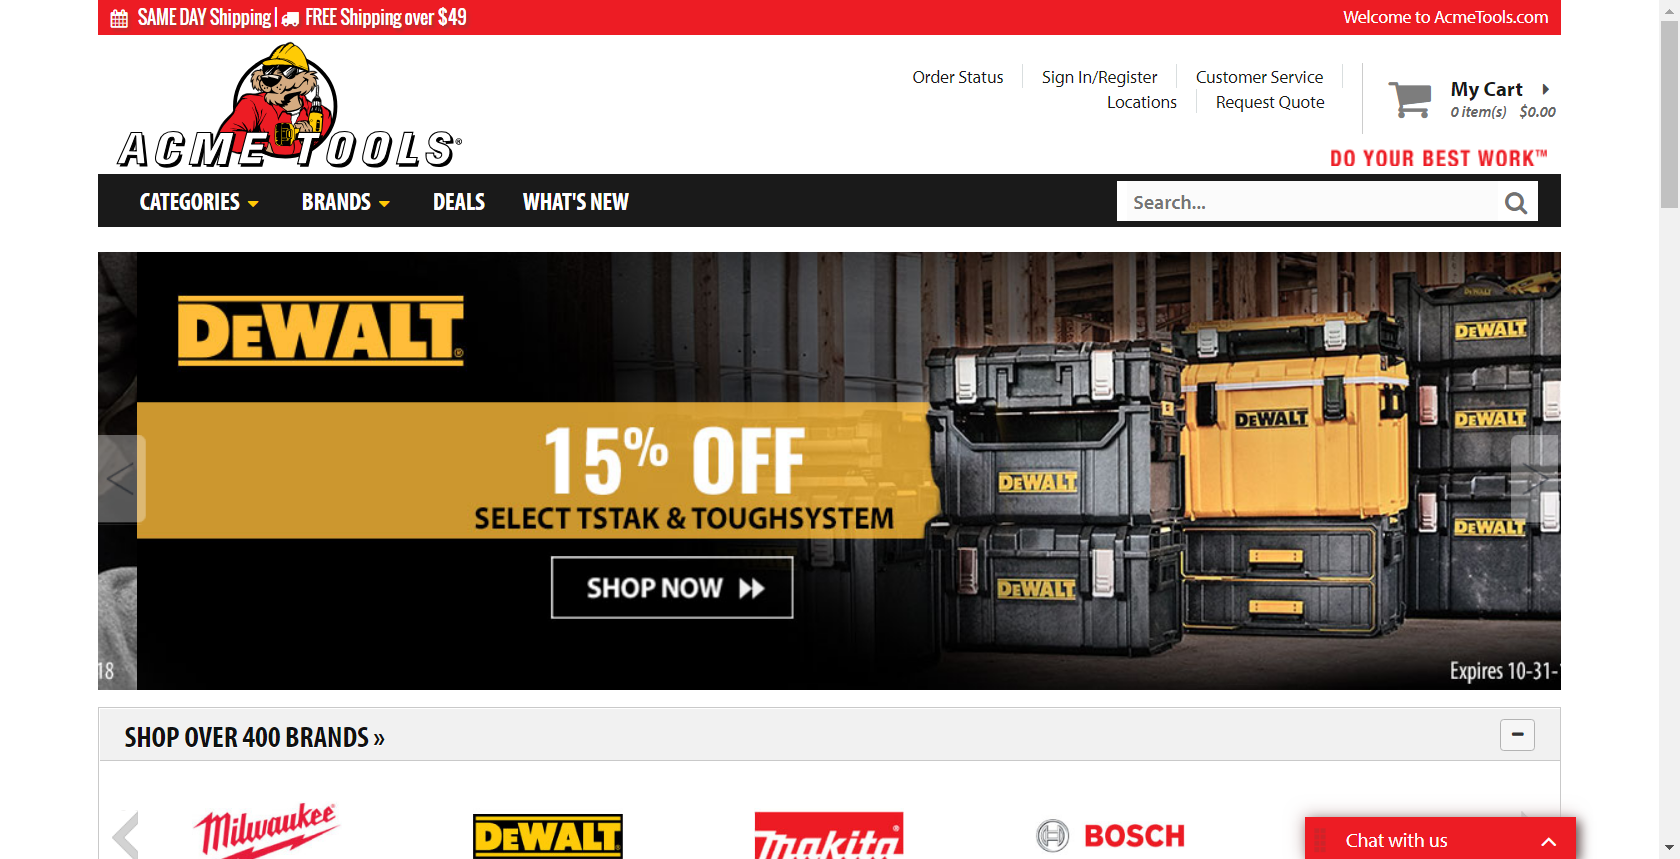 SAME DAY Shipping | FREE Shipping over $49
Welcome to AcmeTools.com
ACME TOOLS®
Order Status
Sign In/Register
Customer Service
Locations
Request Quote
My Cart
0 item(s) $0.00
DO YOUR BEST WORK™
CATEGORIES
BRANDS
DEALS
WHAT'S NEW
Search...
DEWALT®
15% OFF
SELECT TSTAK & TOUGHSYSTEM
SHOP NOW
DEWALT
DEWALT
DEWALT
DEWALT
DEWALT
DEWALT
18
Expires 10-31-
SHOP OVER 400 BRANDS »
Milwaukee®
DEWALT
makita®
BOSCH
Chat with us